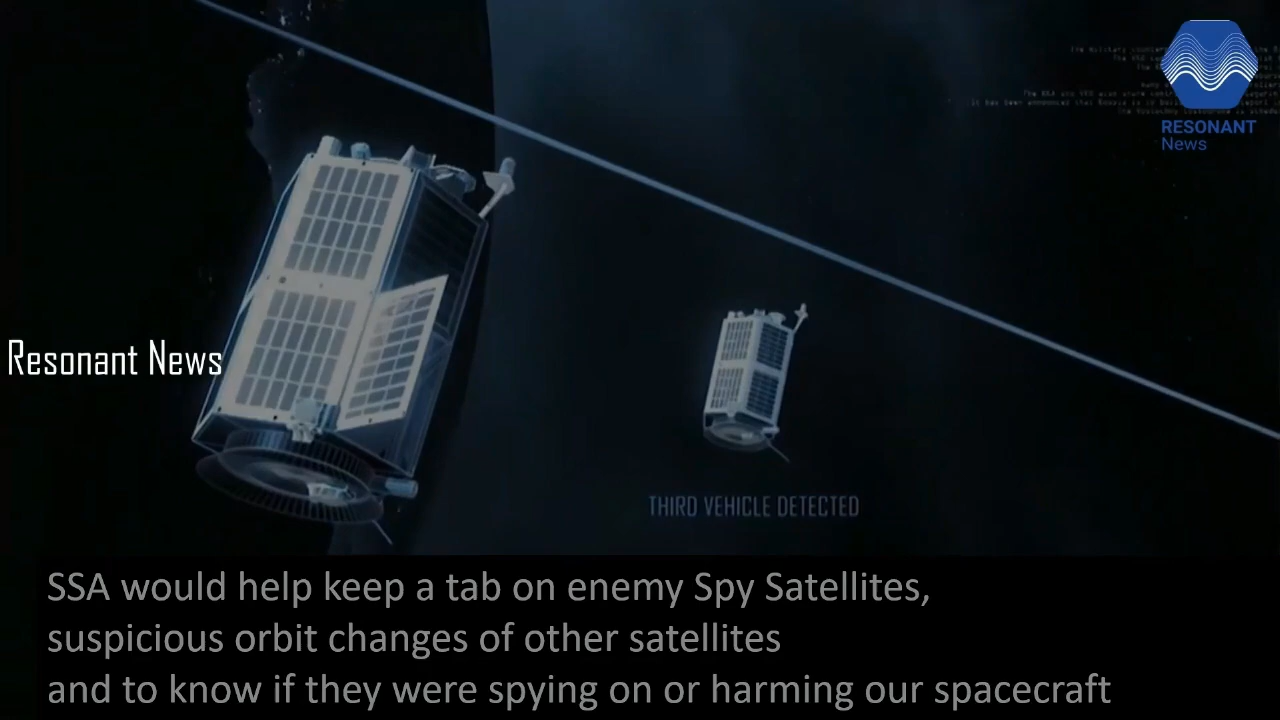 RESONANT
News
Resonant News
THIRD VEHICLE DETECTED
SSA would help keep a tab on enemy Spy Satellites,
suspicious orbit changes of other satellites
and to know if they were spying on or harming our spacecraft